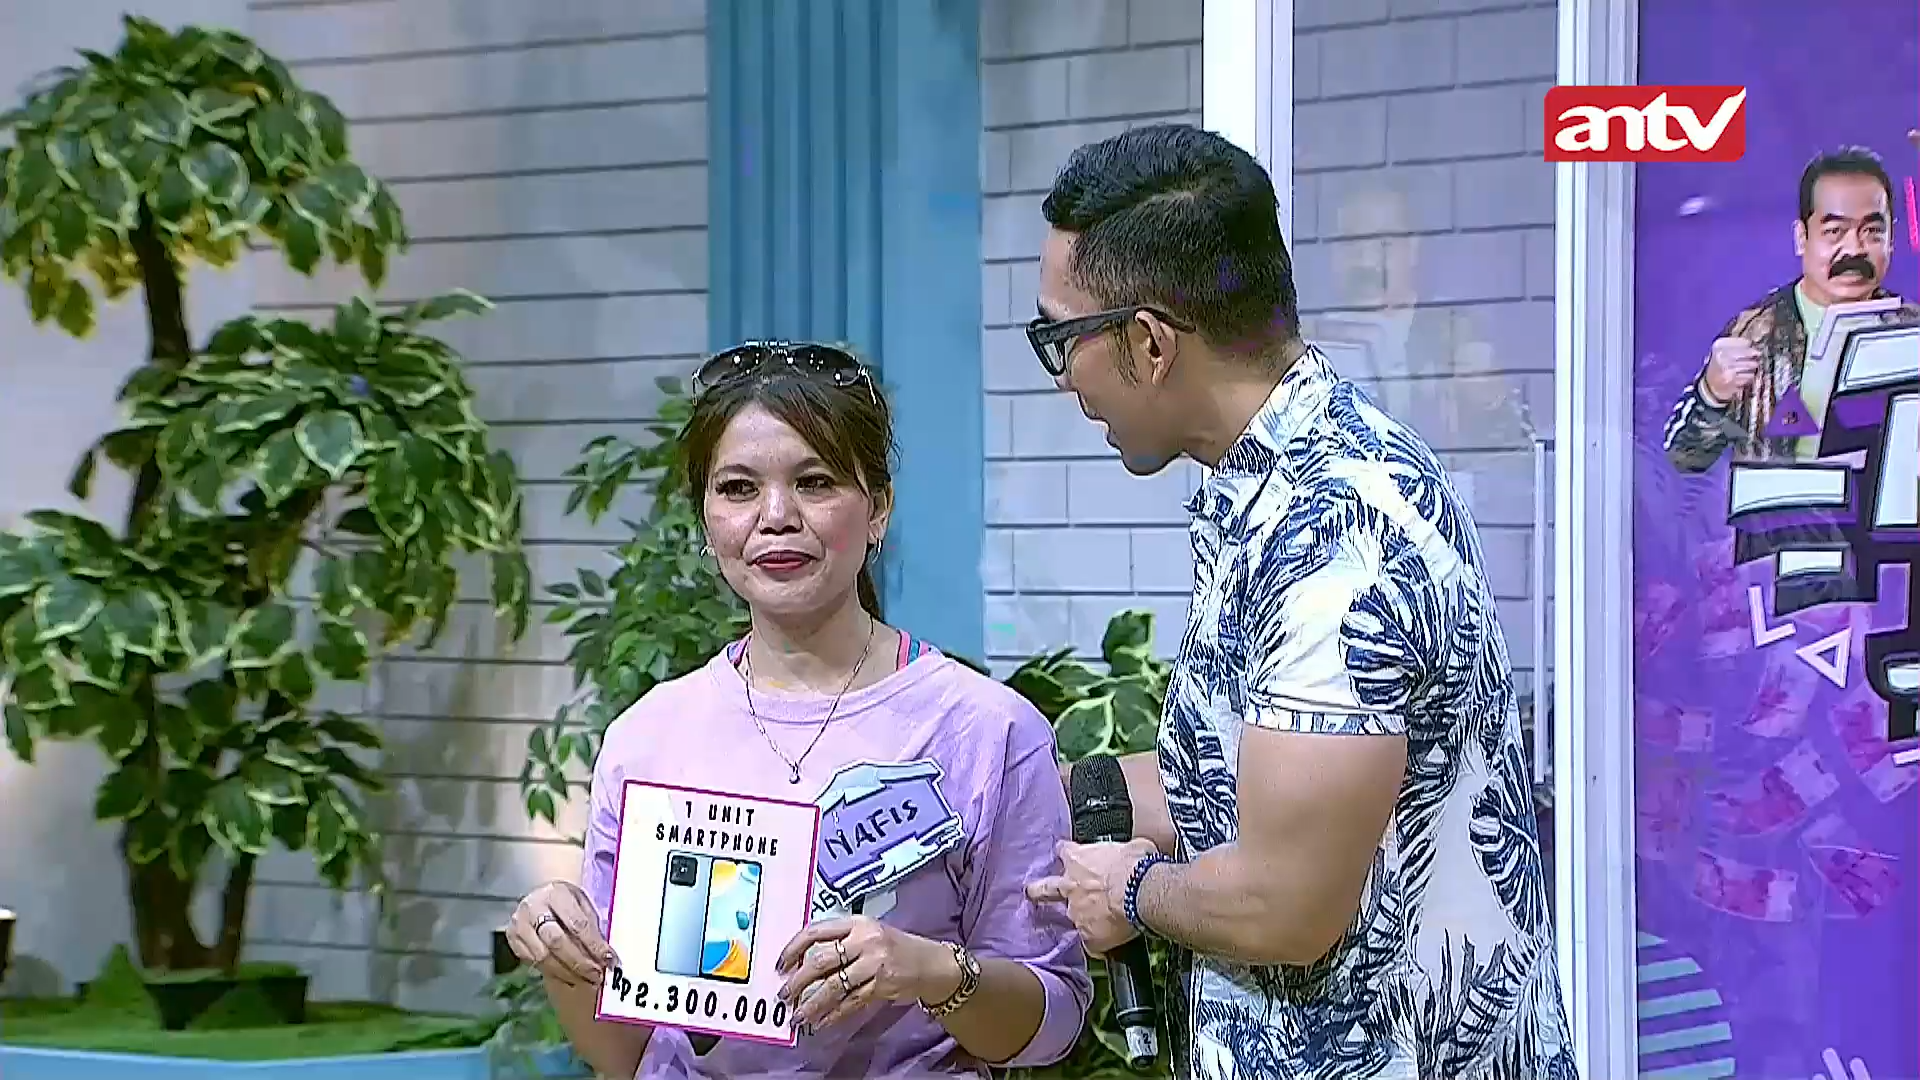 antv
NAFIS
1 UNIT
SMARTPHONE
Rp2.300.000